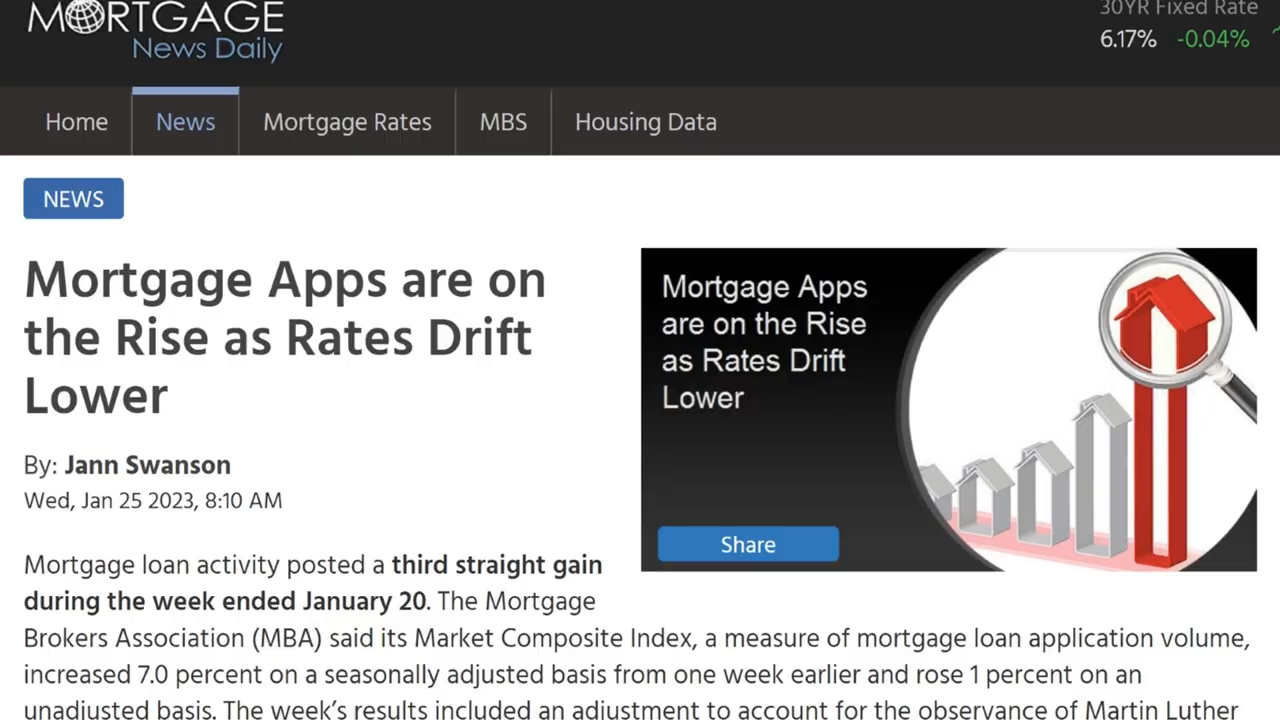 MORTGAGE
News Daily
30YR Fixed Rate
6.17% -0.04%
Home News Mortgage Rates MBS Housing Data
NEWS
Mortgage Apps are on
the Rise as Rates Drift
Lower
By: Jann Swanson
Wed, Jan 25 2023, 8:10 AM
Mortgage Apps
are on the Rise
as Rates Drift
Lower
Share
Mortgage loan activity posted a third straight gain
during the week ended January 20. The Mortgage
Brokers Association (MBA) said its Market Composite Index, a measure of mortgage loan application volume,
increased 7.0 percent on a seasonally adjusted basis from one week earlier and rose 1 percent on an
unadjusted basis. The week’s results included an adjustment to account for the observance of Martin Luther